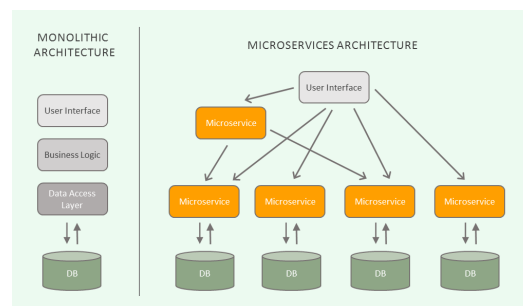 MONOLITHIC
ARCHITECTURE
User Interface
Business Logic
Data Access
Layer
DB
MICROSERVICES ARCHITECTURE
User Interface
Microservice
Microservice
Microservice
Microservice
Microservice
DB
DB
DB
DB